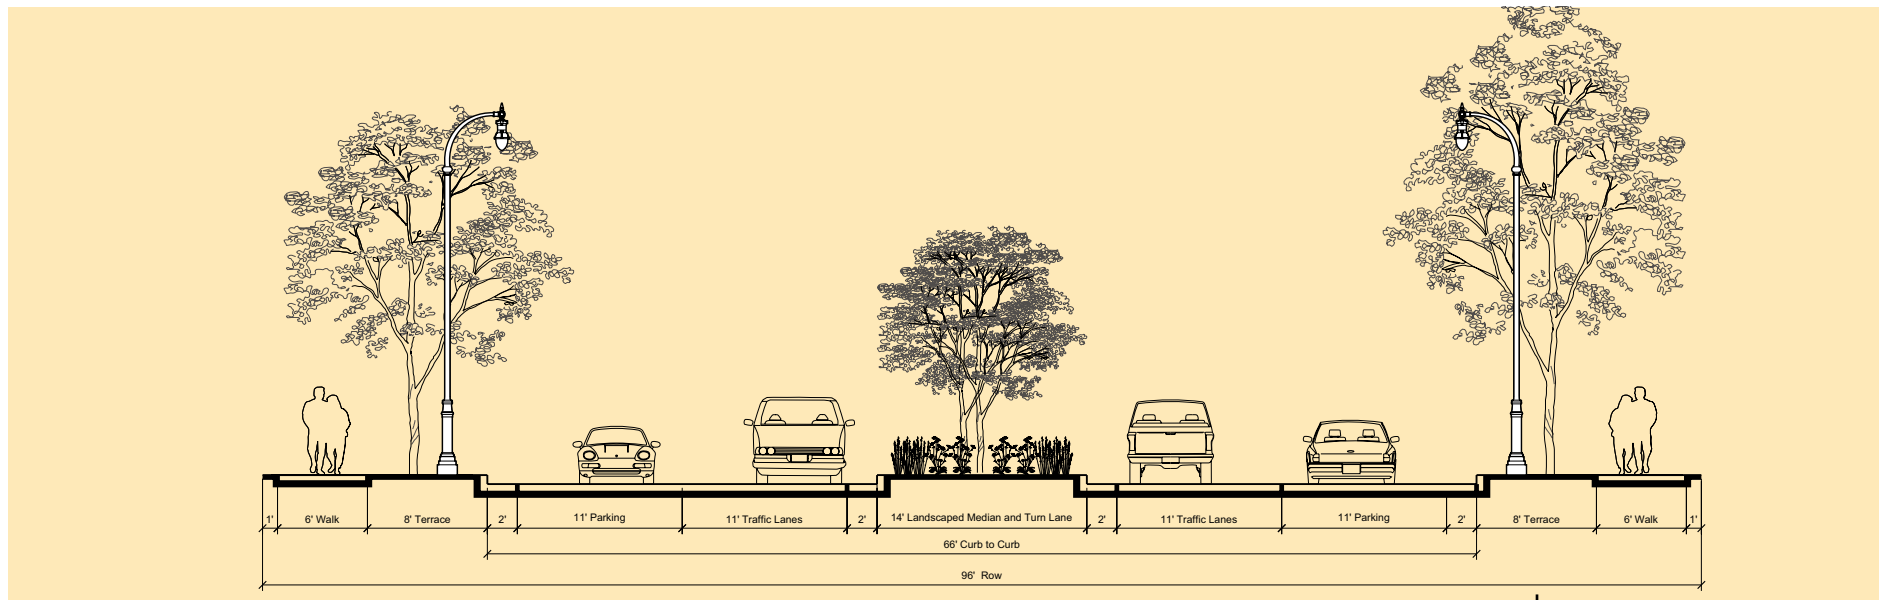 1'
6' Walk
8' Terrace
2'
11' Parking
11' Traffic Lanes
2'
14' Landscaped Median and Turn Lane
2'
11' Traffic Lanes
11' Parking
2'
8' Terrace
6' Walk
1'
66' Curb to Curb
96' Row